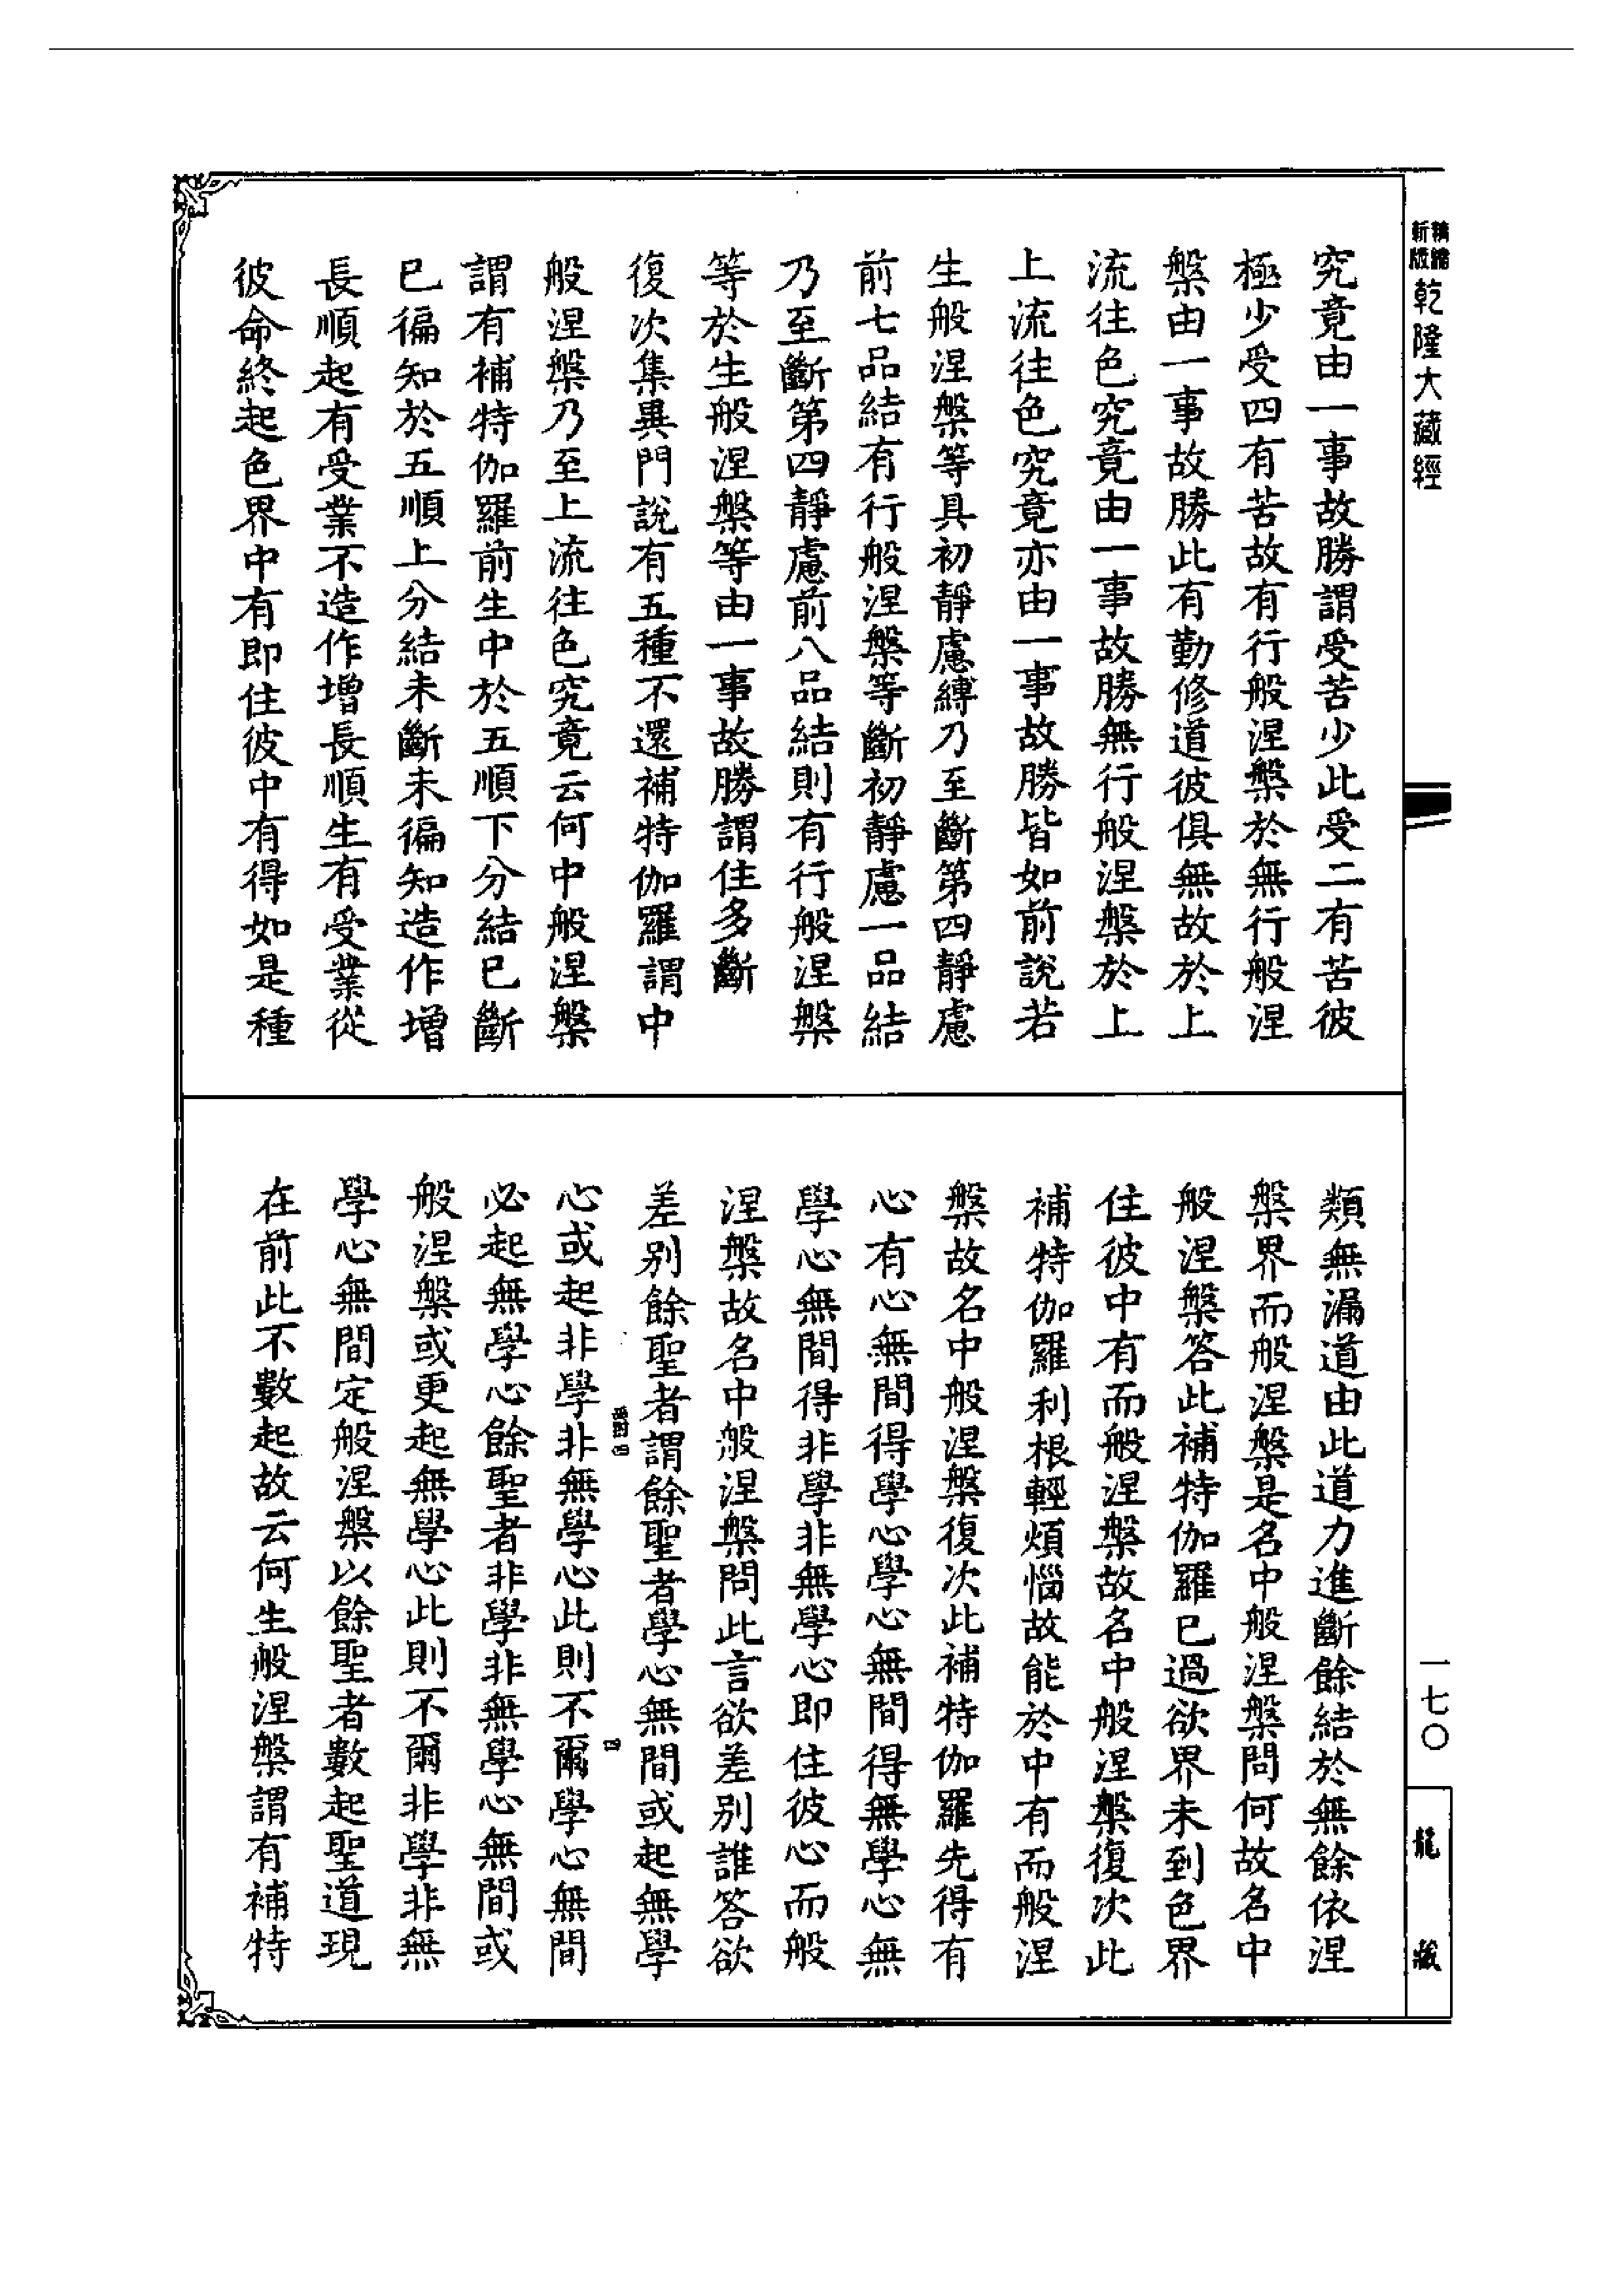 新版精縮乾隆大藏經
究竟由一事故勝謂受苦少此受二有苦彼
極少受四有苦故有行般涅槃於無行般涅
槃由一事故勝此有勤修道彼俱無故於上
流往色究竟由一事故勝無行般涅槃於上
上流往色究竟亦由一事故勝皆如前說若
生般涅槃等具初靜慮縛乃至斷第四靜慮
前七品結有行般涅槃等斷初靜慮一品結
乃至斷第四靜慮前八品結則有行般涅槃
等於生般涅槃等由一事故勝謂住多斷
復次集異門說有五種不還補特伽羅謂中
般涅槃乃至上流往色究竟云何中般涅槃
謂有補特伽羅前生中於五順下分結已斷
已徧知於五順上分結未斷未徧知造作增
長順起有受業不造作增長順生有受業從
彼命終起色界中有即住彼中有得如是種
類無漏道由此道力進斷餘結於無餘依涅
槃界而般涅槃是名中般涅槃問何故名中
般涅槃答此補特伽羅已過欲界未到色界
住彼中有而般涅槃故名中般涅槃復次此
補特伽羅利根輕煩惱故能於中有而般涅
槃故名中般涅槃復次此補特伽羅先得有
心有心無間得學心學心無間得無學心無
學心無間得非學非無學心即住彼心而般
涅槃故名中般涅槃問此言欲差別誰答欲
差別餘聖者謂餘聖者學心無間或起無學
心或起非學非無學心此則不爾學心無間
必起無學心餘聖者非學非無學心無間或
般涅槃或更起無學心此則不爾非學非無
學心無間定般涅槃以餘聖者數起聖道現
在前此不數起故云何生般涅槃謂有補特
一七〇
龍藏